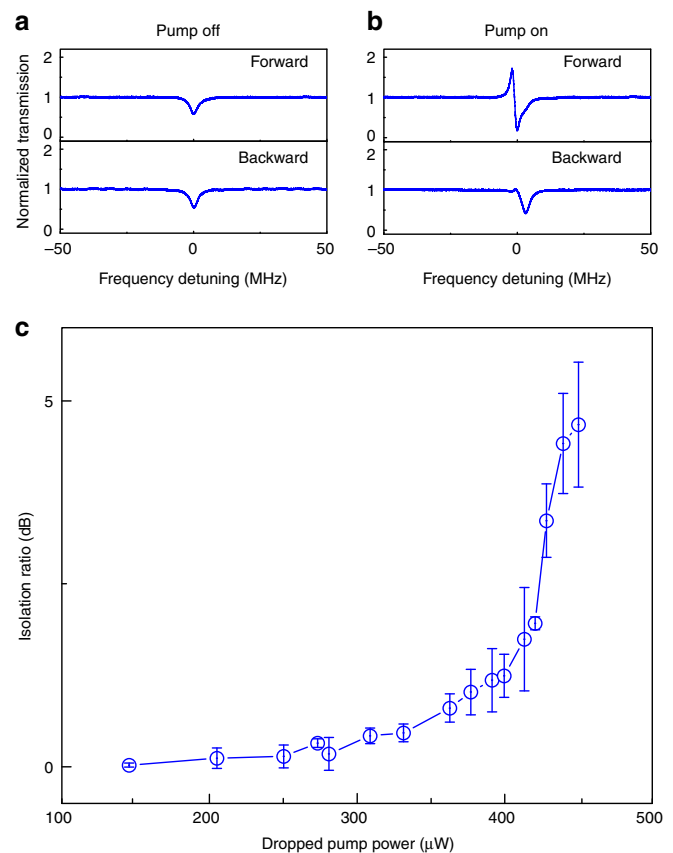 a
Pump off
b
Pump on
2
Forward
1
0
2
Backward
1
0
−50
0
50
Normalized transmission
Frequency detuning (MHz)
2
Forward
1
0
2
Backward
1
0
−50
0
50
Frequency detuning (MHz)
c
5
0
Isolation ratio (dB)
100
200
300
400
500
Dropped pump power (μW)